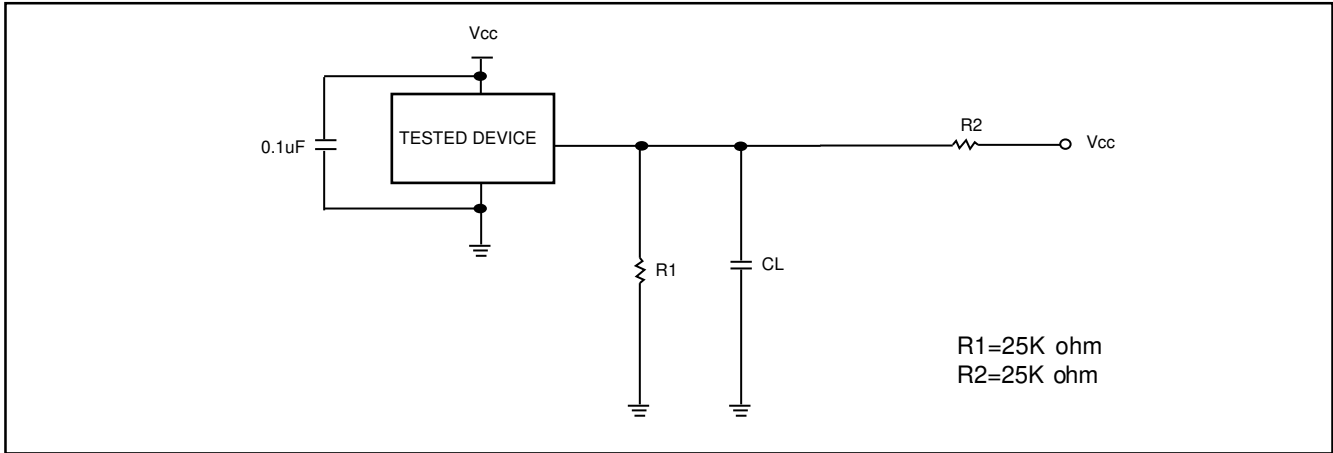 Vcc
TESTED DEVICE
0.1uF
R2
Vcc
R1
CL
R1=25K ohm
R2=25K ohm